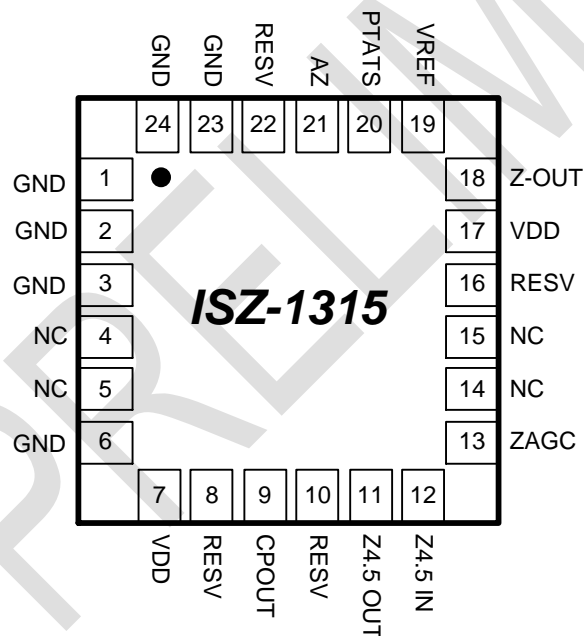 GND GND RESV AZ PTATS VREF
24 23 22 21 20 19
GND 1 18 Z-OUT
GND 2 17 VDD
GND 3 16 RESV
ISZ-1315
NC 4 15 NC
NC 5 14 NC
GND 6 13 ZAGC
7 8 9 10 11 12
VDD RESV CPOUT RESV Z4.5 OUT Z4.5 IN
PRELIM